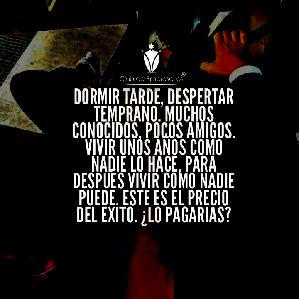 DORMIR TARDE, DESPERTAR
TEMPRANO. MUCHOS
CONOCIDOS, POCOS AMIGOS.
VIVIR UNOS AÑOS COMO
NADIE LO HACE, PARA
DESPUES VIVIR COMO NADIE
PUEDE. ESTE ES EL PRECIO
DEL EXITO. ¿LO PAGARIAS?